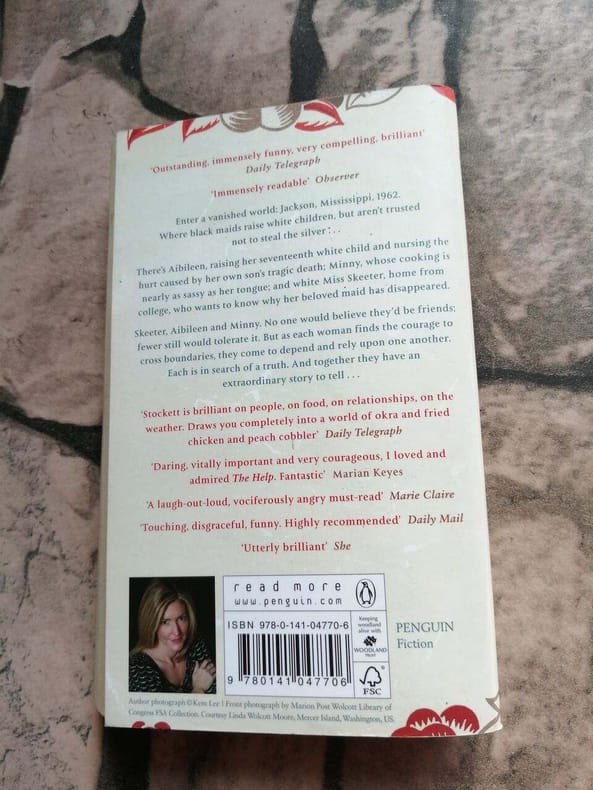 'Outstanding, immensely funny, very compelling, brilliant'
Daily Telegraph
'Immensely readable' Observer
Enter a vanished world: Jackson, Mississippi, 1962.
Where black maids raise white children, but aren't trusted
not to steal the silver . . .
There's Aibileen, raising her seventeenth white child and nursing the
hurt caused by her own son's tragic death; Minny, whose cooking is
nearly as sassy as her tongue; and white Miss Skeeter, home from
college, who wants to know why her beloved maid has disappeared.
Skeeter, Aibileen and Minny. No one would believe they'd be friends;
fewer still would tolerate it. But as each woman finds the courage to
cross boundaries, they come to depend and rely upon one another.
Each is in search of a truth. And together they have an
extraordinary story to tell . . .
'Stockett is brilliant on people, on food, on relationships, on the
weather. Draws you completely into a world of okra and fried
chicken and peach cobbler' Daily Telegraph
'Daring, vitally important and very courageous, I loved and
admired The Help. Fantastic' Marian Keyes
'A laugh-out-loud, vociferously angry must-read' Marie Claire
'Touching, disgraceful, funny. Highly recommended' Daily Mail
'Utterly brilliant' She
read more
www.penguin.com
ISBN 978-0-141-04770-6
9 780141 047706
Keeping
woodland
alive with
WOODLAND
TRUST
FSC
PENGUIN
Fiction
Author photograph © Kem Lee | Front photograph by Marion Post Wolcott Library of
Congress FSA Collection. Courtesy Linda Wolcott Moore, Mercer Island, Washington, US.